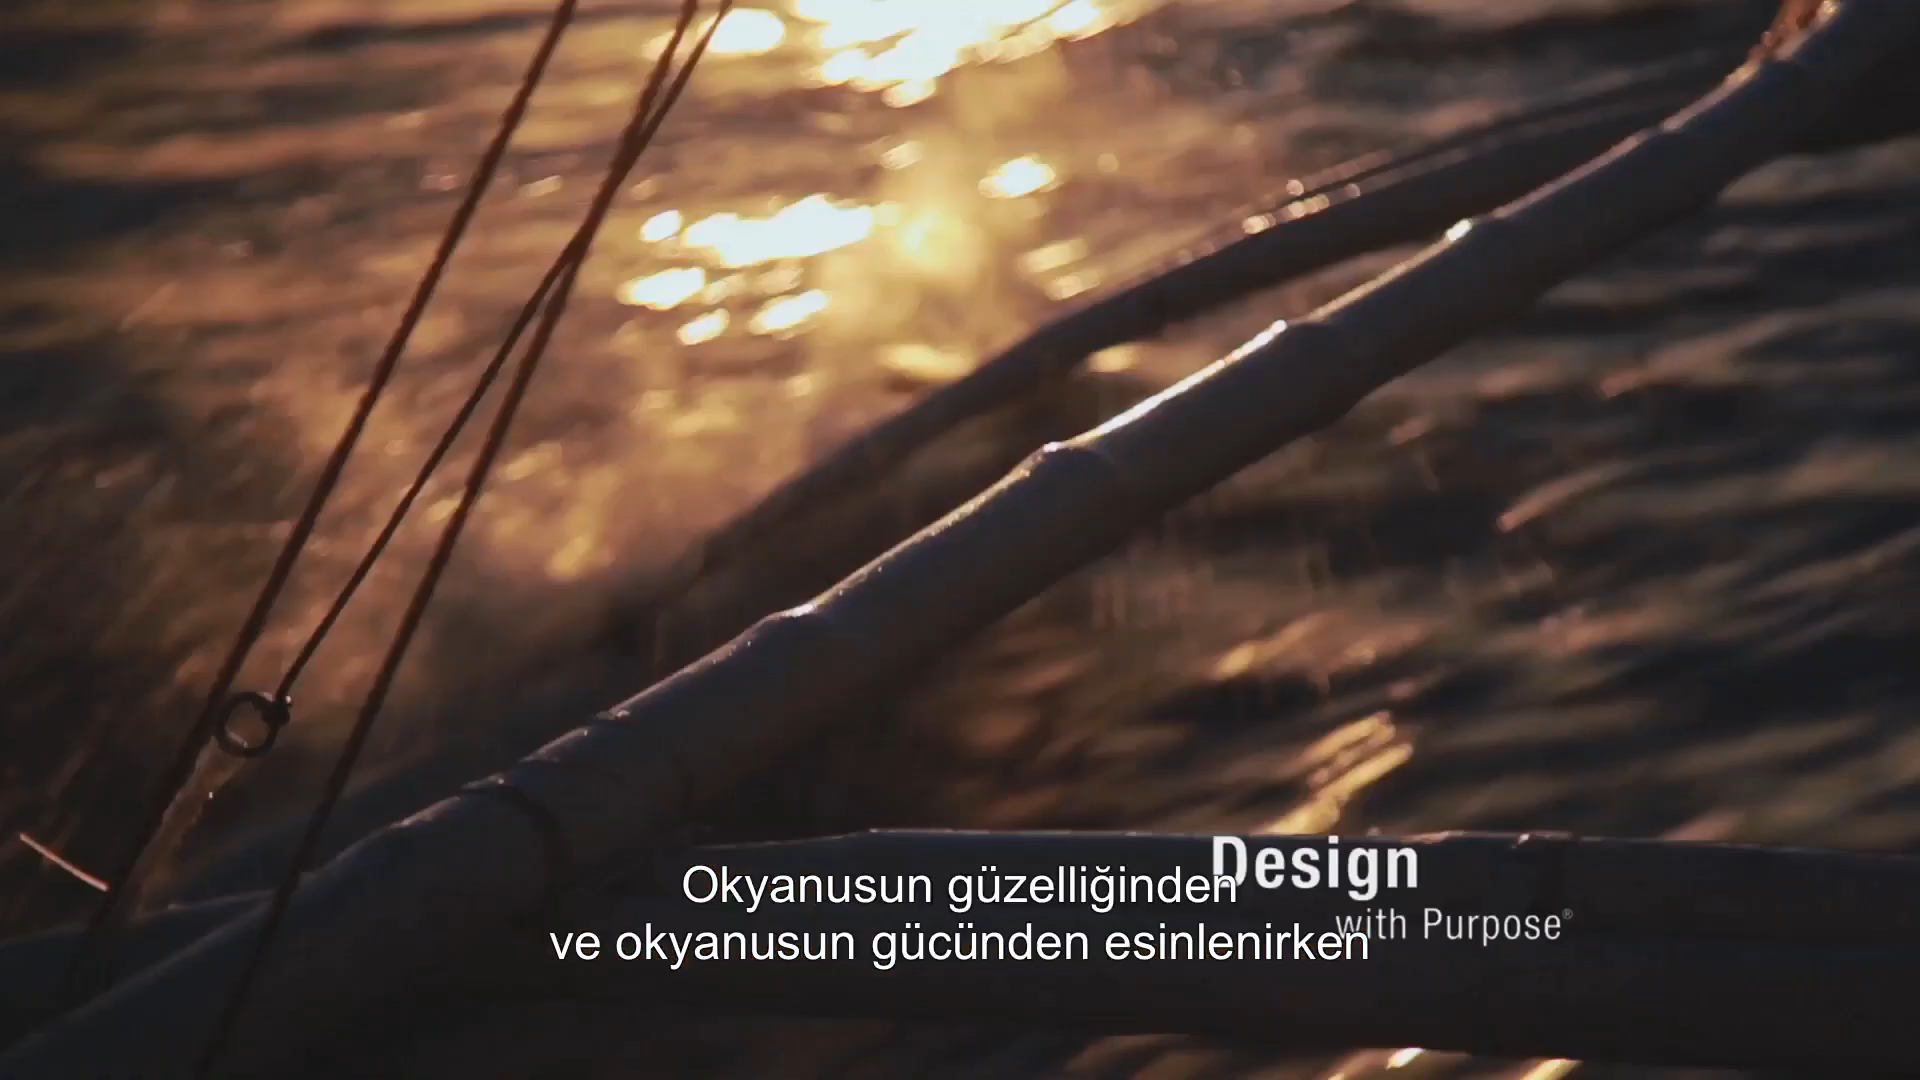 Design
with Purpose®
Okyanusun güzelliğinden
ve okyanusun gücünden esinlenirken